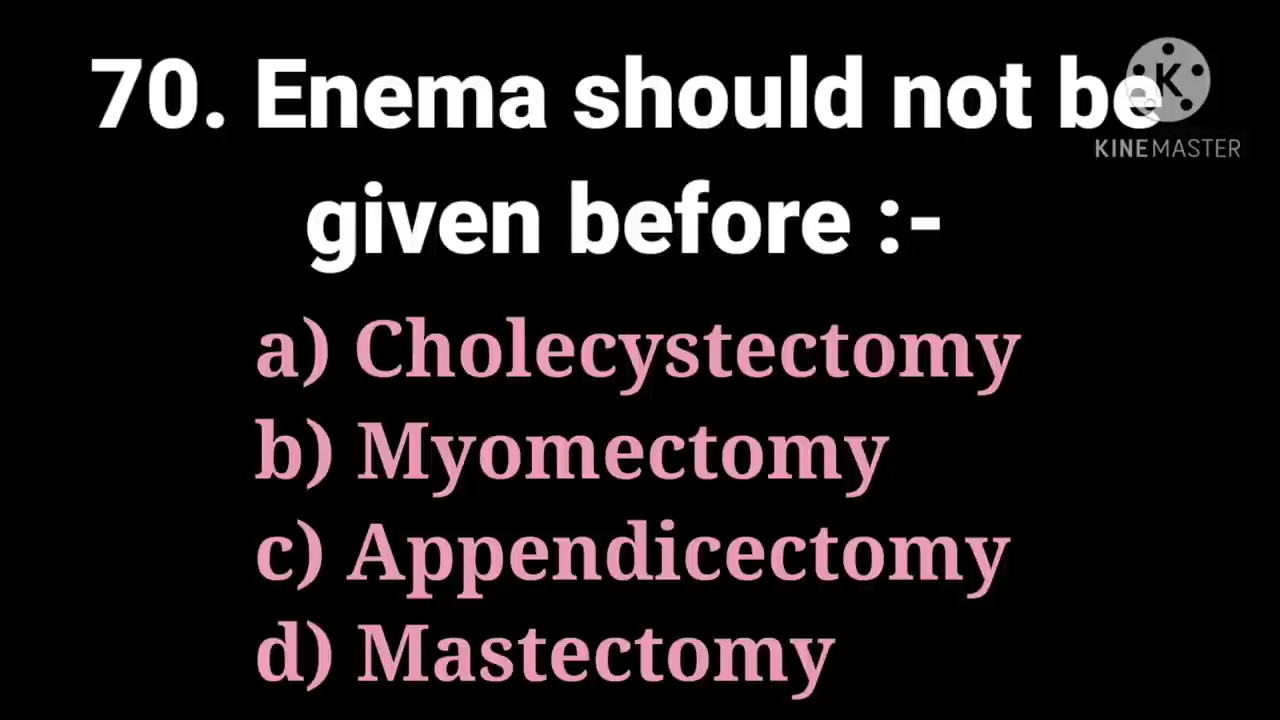 70. Enema should not be
given before :-
a) Cholecystectomy
b) Myomectomy
c) Appendicectomy
d) Mastectomy
K
KINEMASTER